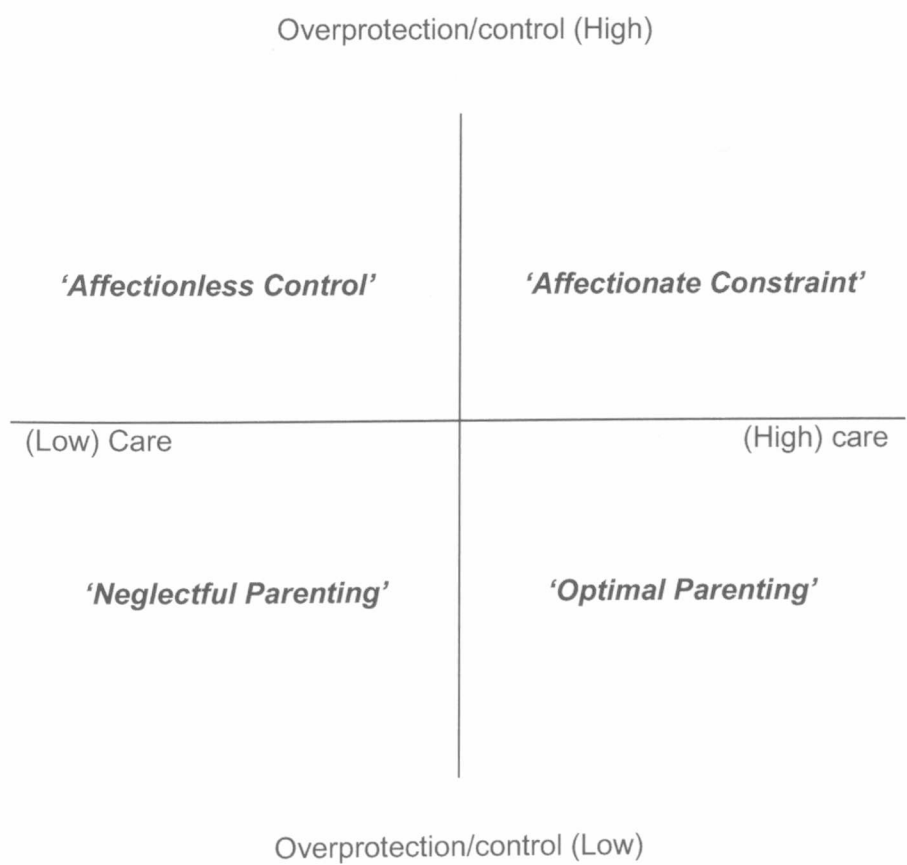 Overprotection/control (High)
‘Affectionless Control’
‘Affectionate Constraint’
(Low) Care
(High) care
‘Neglectful Parenting’
‘Optimal Parenting’
Overprotection/control (Low)